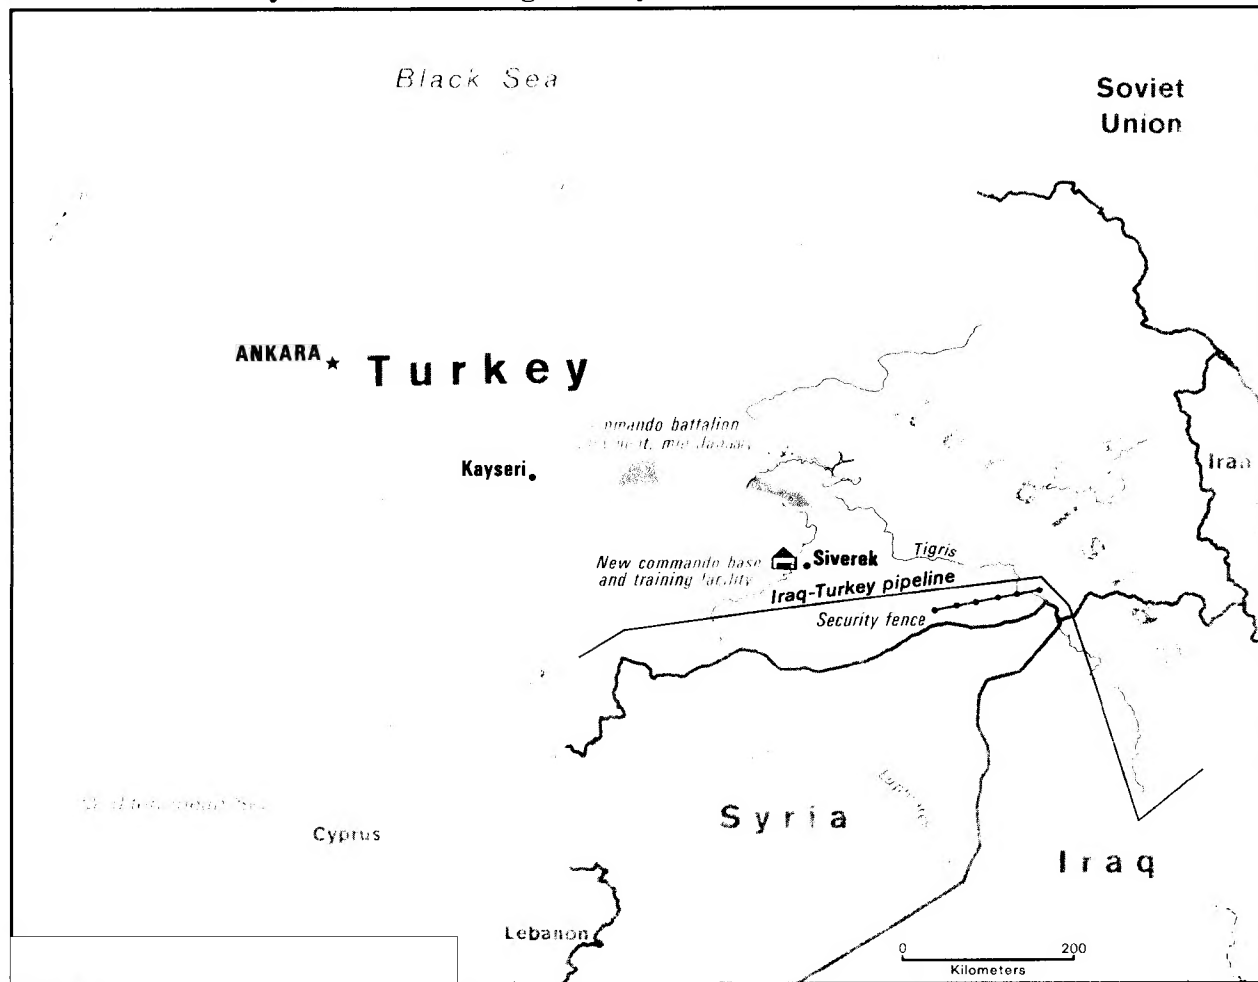 Black Sea
Soviet
Union
ANKARA
Turkey
battalion
Kayseri
Iran
New commando base
and training facility
Siverek
Tigris
Iraq-Turkey pipeline
Security fence
Syria
Cyprus
Iraq
Lebanon
0 200
Kilometers